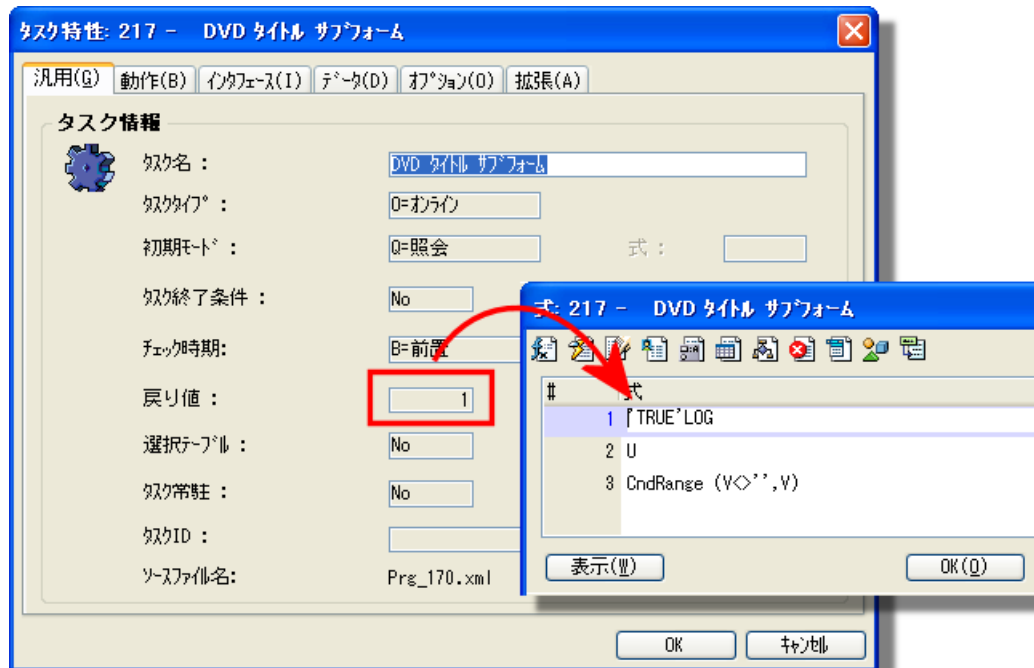 タスク特性: 217 - DVD タイトル サブフォーム
汎用(G) 動作(B) インタフェース(I) データ(D) オプション(O) 拡張(A)
タスク情報
タスク名 : DVD タイトル サブフォーム
タスクタイプ : O=オンライン
初期モード : Q=照会 式 :
タスク終了条件 : No
チェック時期: B=前置
戻り値 : 1
選択テーブル : No
タスク常駐 : No
タスクID :
ソースファイル名: Prg_170.xml
OK キャンセル
式: 217 - DVD タイトル サブフォーム
# 式
1 'TRUE'LOG
2 U
3 CndRange (V<>'',V)
表示(W) OK(O)